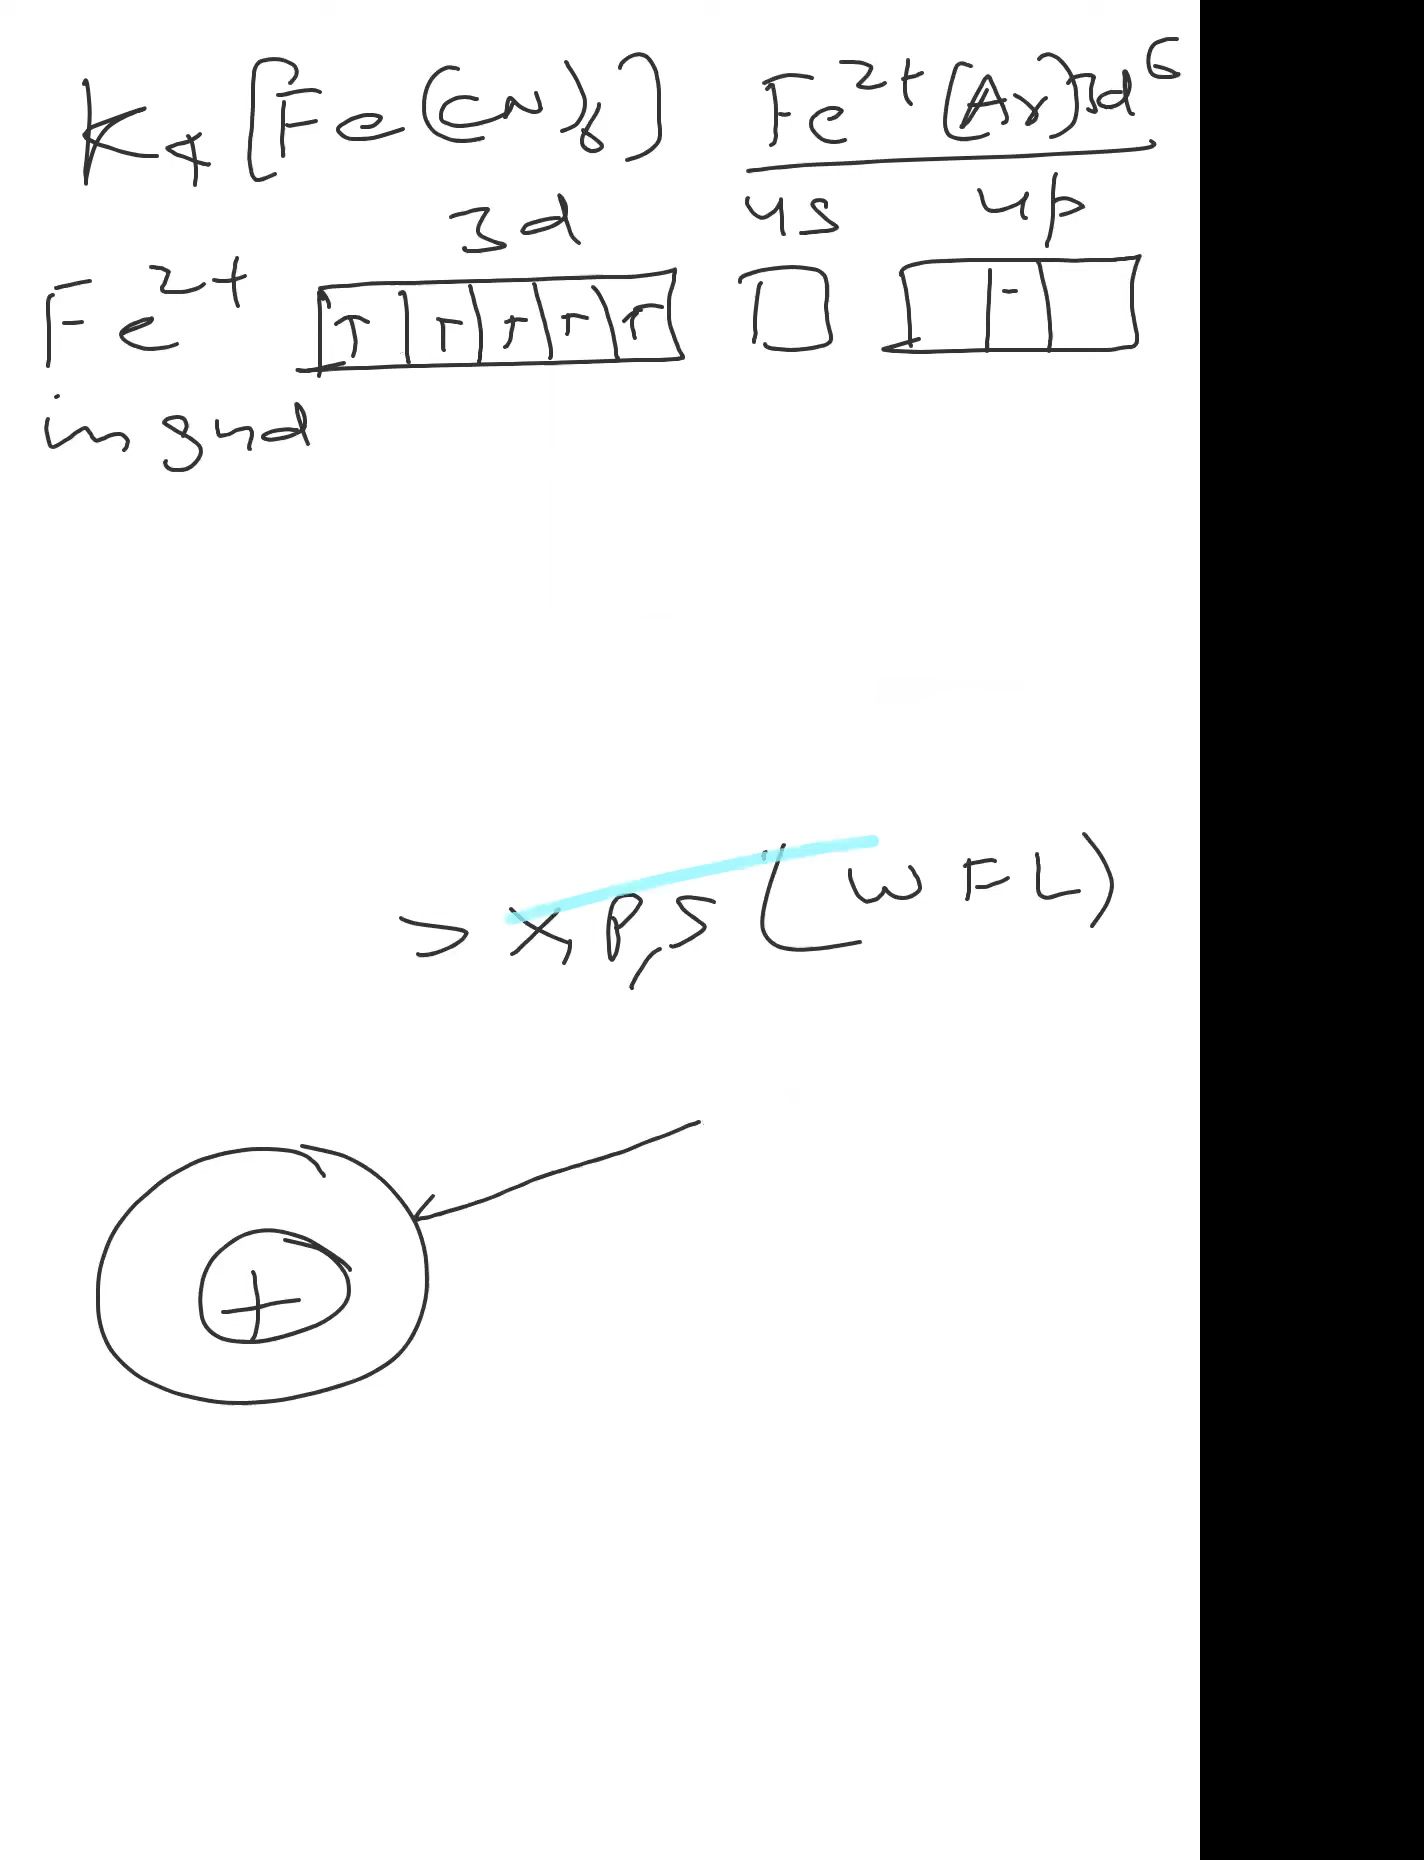 K4[Fe(CN)6] Fe2+(Ar)3d6
3d 4s 4p
Fe2+
in gnd
> X, P, S (WFL)
+